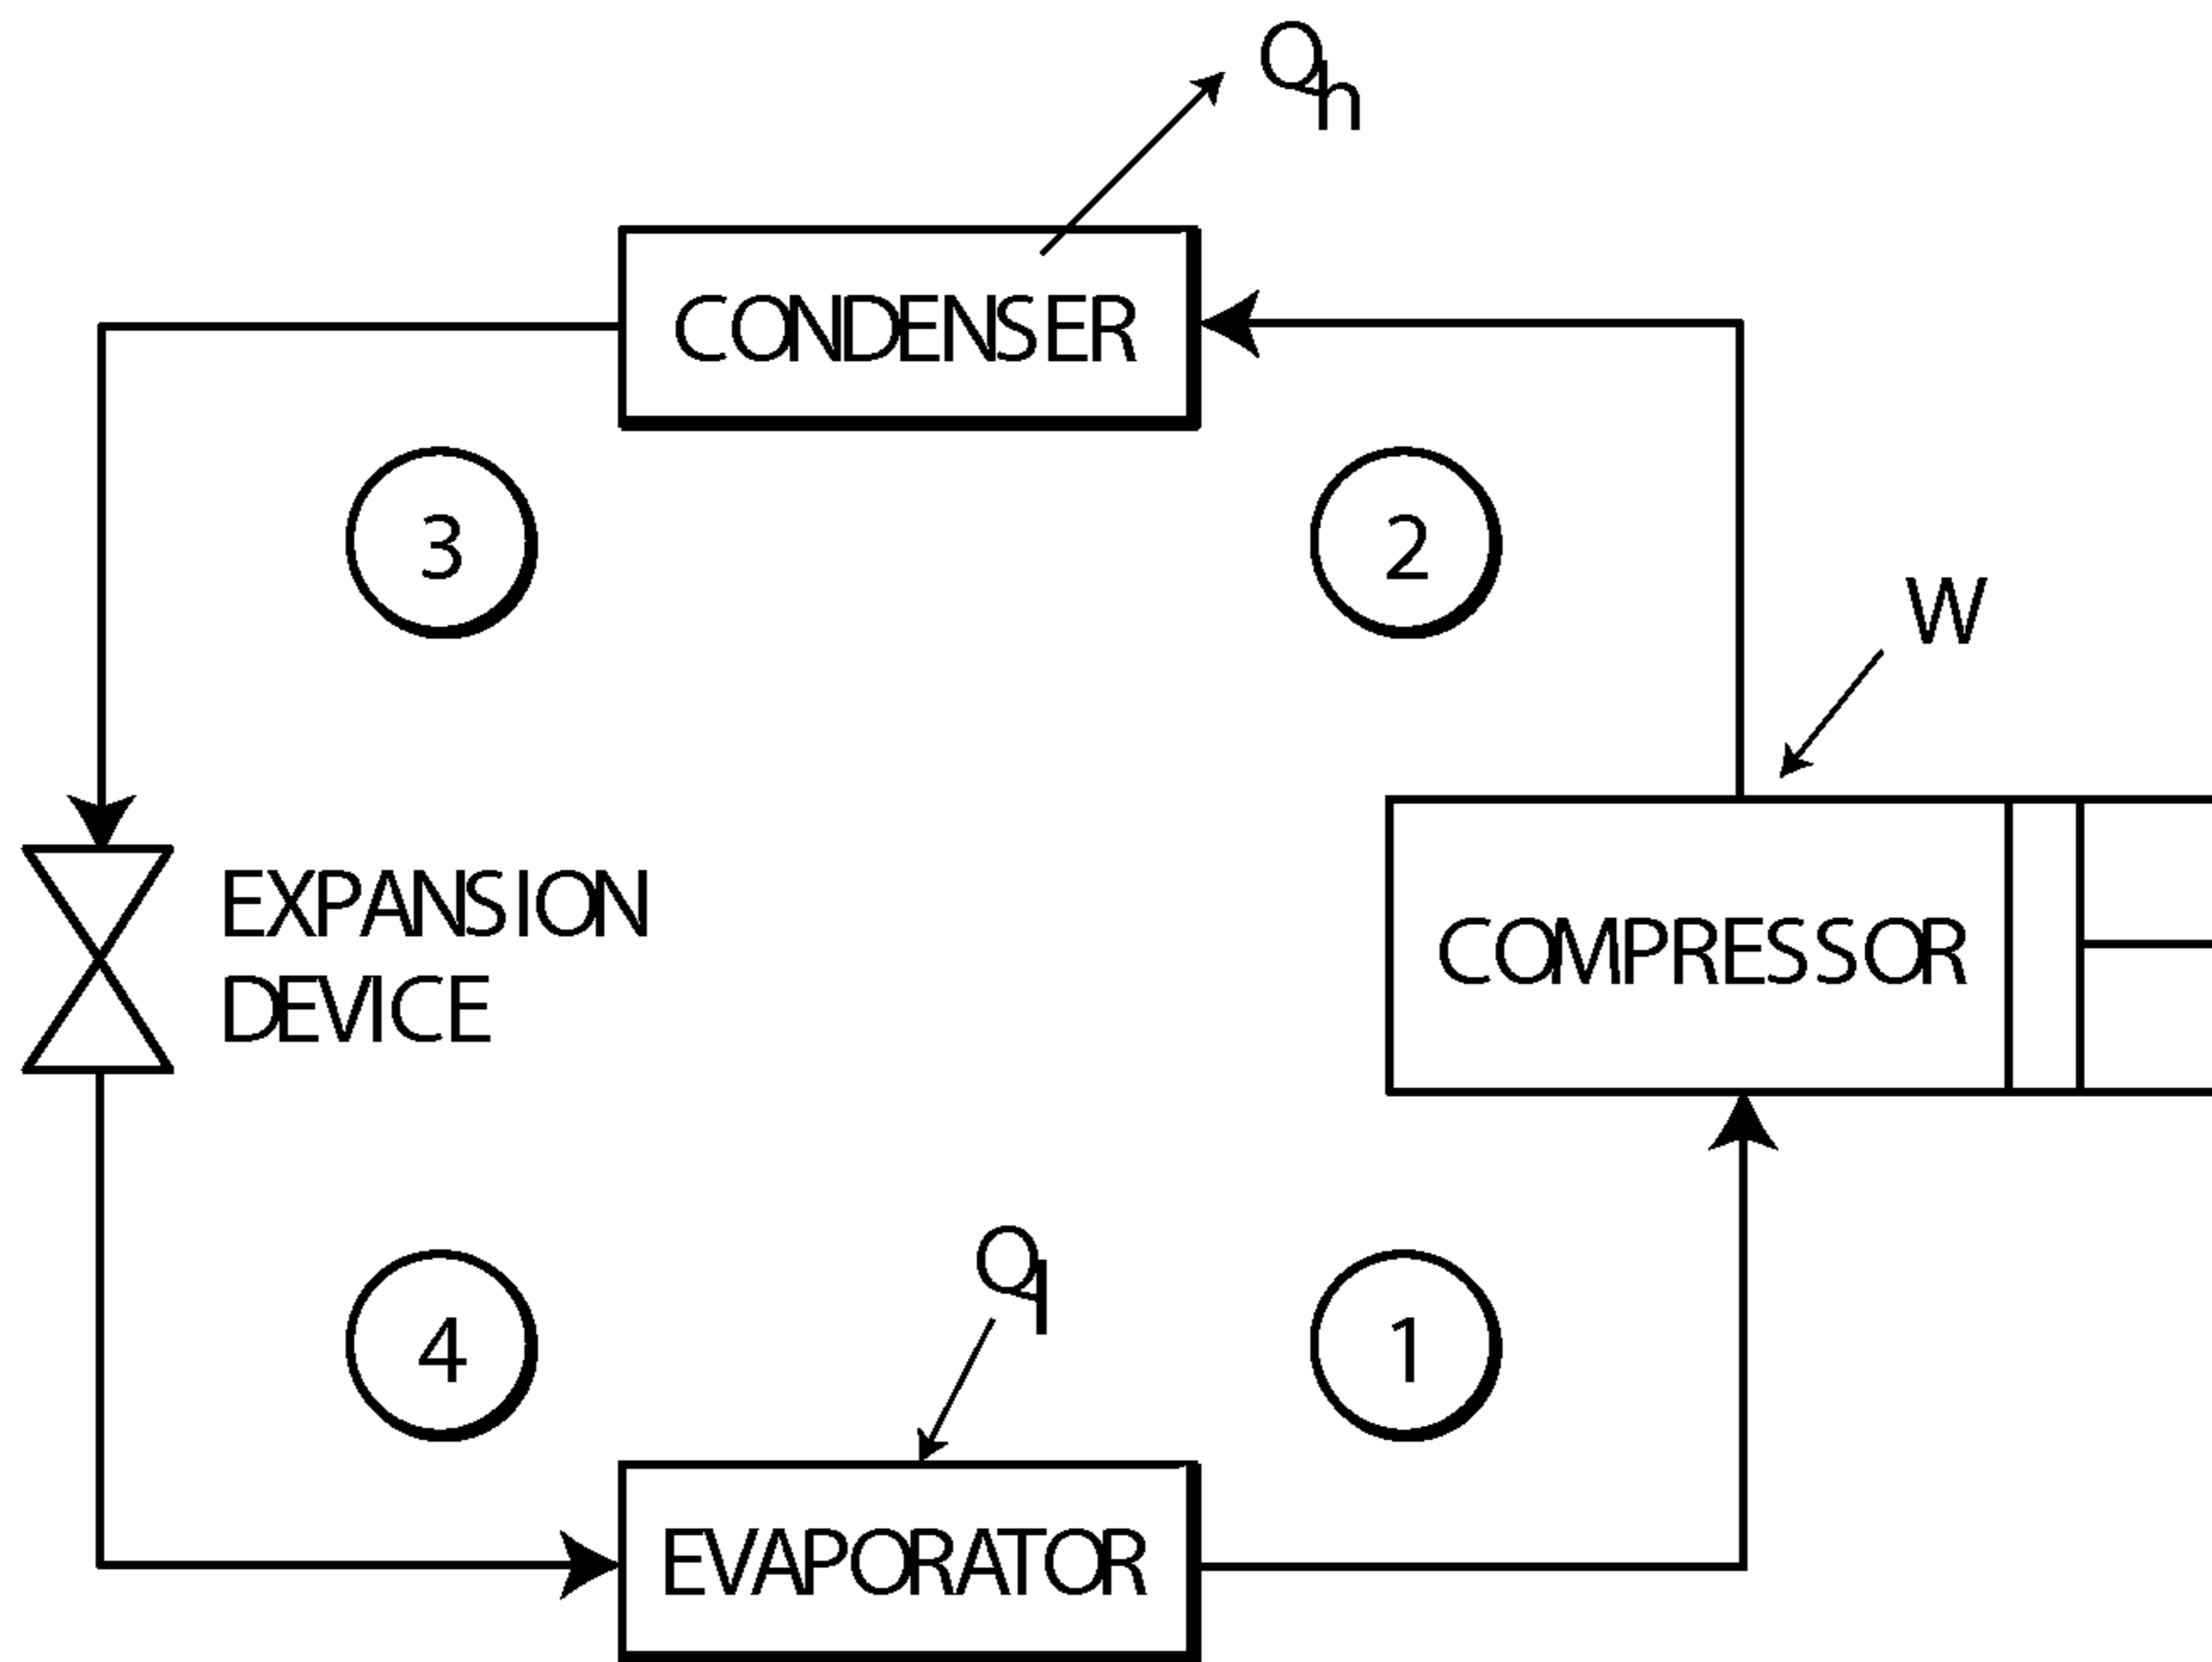 Qh
CONDENSER
3
2
W
EXPANSION
DEVICE
COMPRESSOR
Ql
4
1
EVAPORATOR